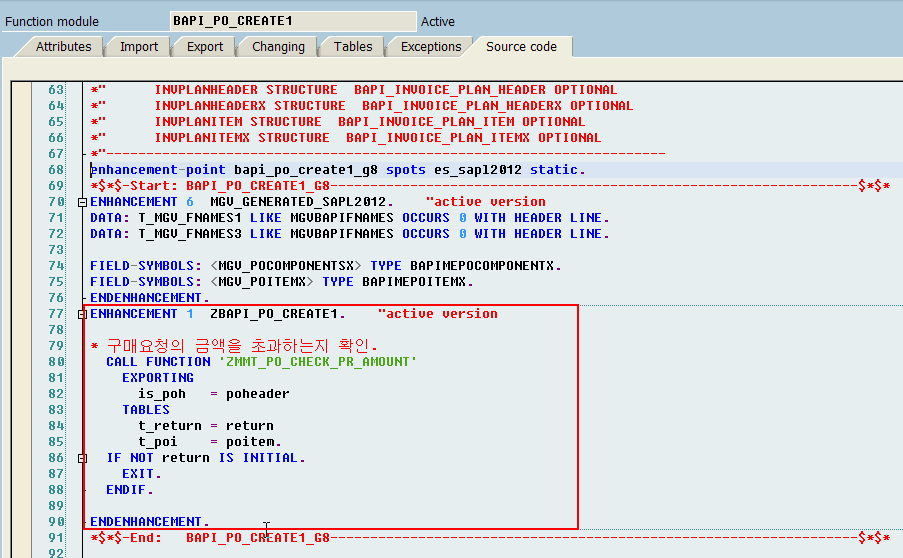 Function module BAPI_PO_CREATE1 Active
Attributes Import Export Changing Tables Exceptions Source code
63 *" INVPLANHEADER STRUCTURE BAPI_INVOICE_PLAN_HEADER OPTIONAL
64 *" INVPLANHEADERX STRUCTURE BAPI_INVOICE_PLAN_HEADERX OPTIONAL
65 *" INVPLANITEM STRUCTURE BAPI_INVOICE_PLAN_ITEM OPTIONAL
66 *" INVPLANITEMX STRUCTURE BAPI_INVOICE_PLAN_ITEMX OPTIONAL
67 *"----------------------------------------------------------------------
68 enhancement-point bapi_po_create1_g8 spots es_sapl2012 static.
69 *$*$-Start: BAPI_PO_CREATE1_G8------------------------------------------------------------------$*$*
70 ENHANCEMENT 6 MGV_GENERATED_SAPL2012. "active version
71 DATA: T_MGV_FNAMES1 LIKE MGVBAPIFNAMES OCCURS 0 WITH HEADER LINE.
72 DATA: T_MGV_FNAMES3 LIKE MGVBAPIFNAMES OCCURS 0 WITH HEADER LINE.
73
74 FIELD-SYMBOLS: <MGV_POCOMPONENTSX> TYPE BAPIMEPOCOMPONENTX.
75 FIELD-SYMBOLS: <MGV_POITEMX> TYPE BAPIMEPOITEMX.
76 ENDENHANCEMENT.
77 ENHANCEMENT 1 ZBAPI_PO_CREATE1. "active version
78
79 * 구매요청의 금액을 초과하는지 확인.
80 CALL FUNCTION 'ZMMT_PO_CHECK_PR_AMOUNT'
81 EXPORTING
82 is_poh = poheader
83 TABLES
84 t_return = return
85 t_poi = poitem.
86 IF NOT return IS INITIAL.
87 EXIT.
88 ENDIF.
89
90 ENDENHANCEMENT.
91 *$*$-End: BAPI_PO_CREATE1_G8------------------------------------------------------------------$*$*
92